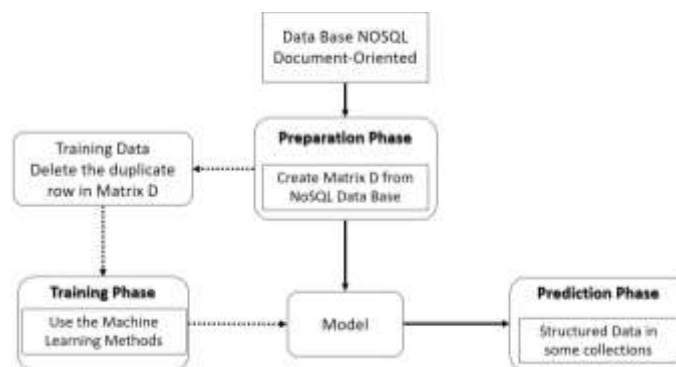 Data Base NOSQL
Document-Oriented
Preparation Phase
Create Matrix D from
NoSQL Data Base
Training Data
Delete the duplicate
row in Matrix D
Training Phase
Use the Machine
Learning Methods
Model
Prediction Phase
Structured Data in
some collections